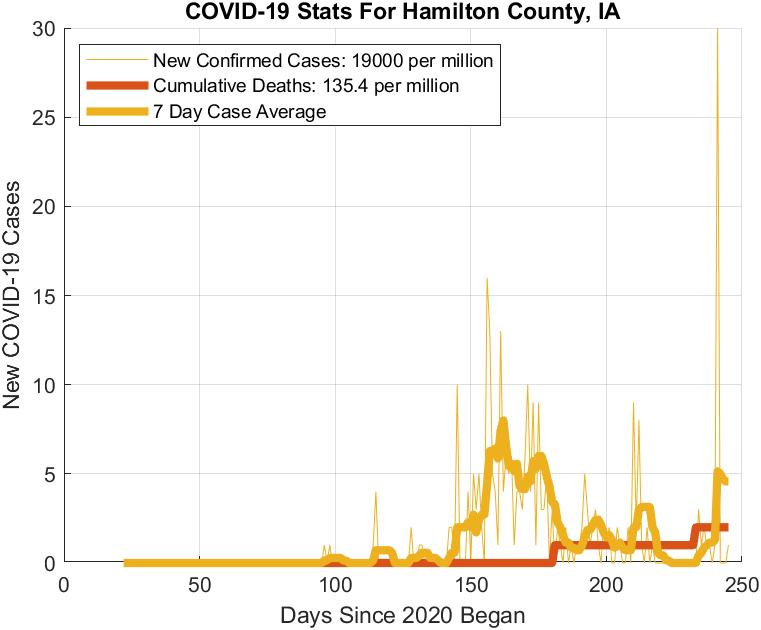 COVID-19 Stats For Hamilton County, IA
30
25
20
15
10
5
0
New COVID-19 Cases
New Confirmed Cases: 19000 per million
Cumulative Deaths: 135.4 per million
7 Day Case Average
0 50 100 150 200 250
Days Since 2020 Began